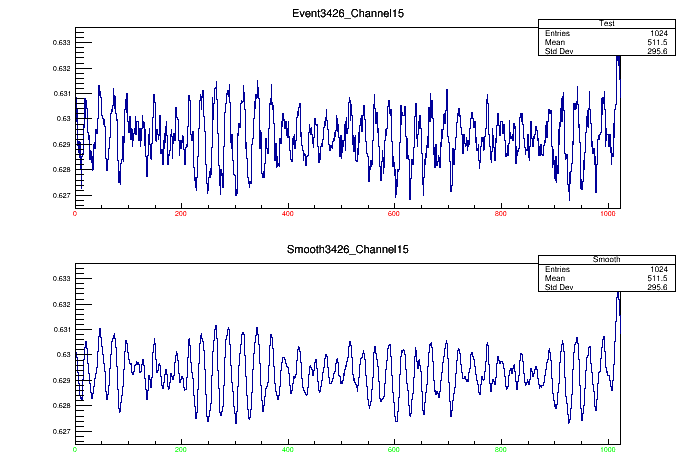 Event3426_Channel15
Test
Entries 1024
Mean 511.5
Std Dev 295.6
0.633
0.632
0.631
0.63
0.629
0.628
0.627
0 200 400 600 800 1000
Smooth3426_Channel15
Smooth
Entries 1024
Mean 511.5
Std Dev 295.6
0.633
0.632
0.631
0.63
0.629
0.628
0.627
0 200 400 600 800 1000